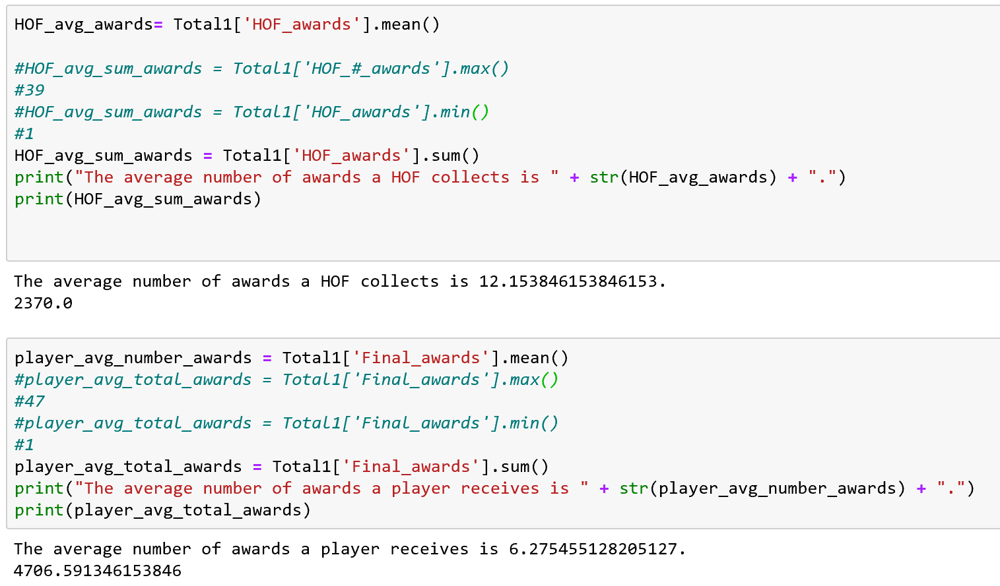 HOF_avg_awards= Total1['HOF_awards'].mean()
#HOF_avg_sum_awards = Total1['HOF_#_awards'].max()
#39
#HOF_avg_sum_awards = Total1['HOF_awards'].min()
#1
HOF_avg_sum_awards = Total1['HOF_awards'].sum()
print("The average number of awards a HOF collects is " + str(HOF_avg_awards) + ".")
print(HOF_avg_sum_awards)
The average number of awards a HOF collects is 12.153846153846153.
2370.0
player_avg_number_awards = Total1['Final_awards'].mean()
#player_avg_total_awards = Total1['Final_awards'].max()
#47
#player_avg_total_awards = Total1['Final_awards'].min()
#1
player_avg_total_awards = Total1['Final_awards'].sum()
print("The average number of awards a player receives is " + str(player_avg_number_awards) + ".")
print(player_avg_total_awards)
The average number of awards a player receives is 6.275455128205127.
4706.591346153846